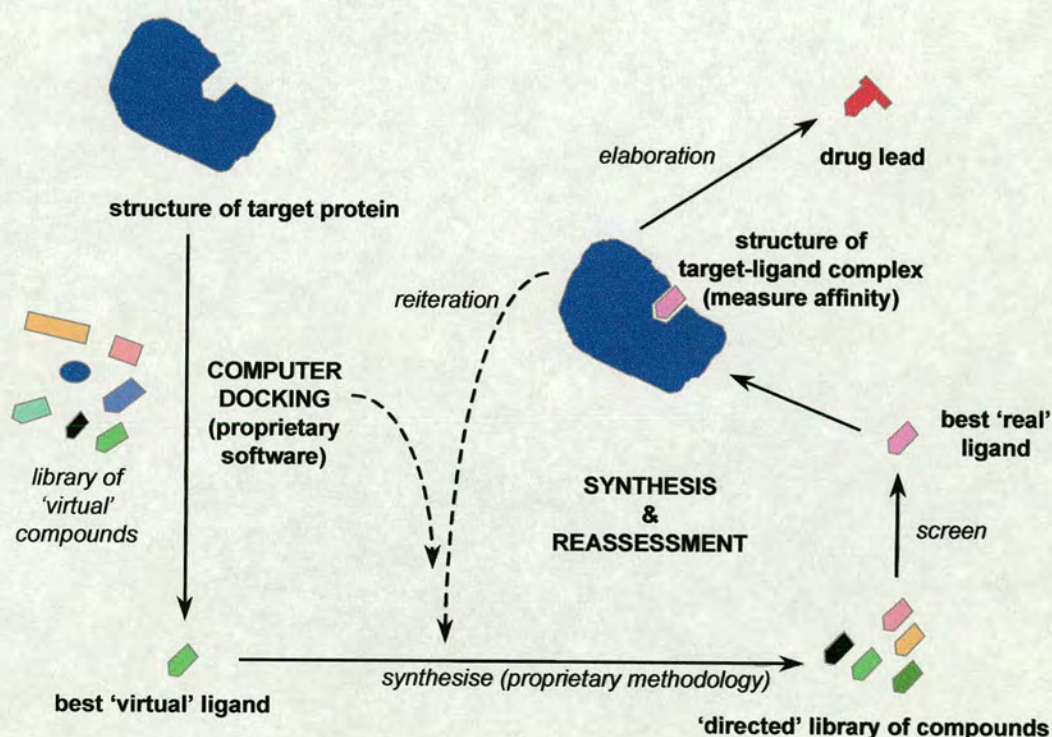 structure of target protein
COMPUTER
DOCKING
(proprietary
software)
library of
‘virtual’
compounds
best ‘virtual’ ligand
synthesise (proprietary methodology)
‘directed’ library of compounds
screen
best ‘real’
ligand
structure of
target-ligand complex
(measure affinity)
reiteration
SYNTHESIS
&
REASSESSMENT
elaboration
drug lead